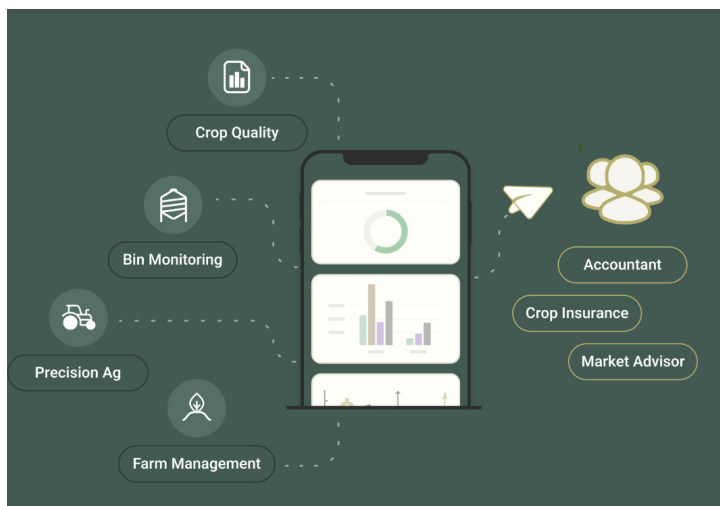 Crop Quality
Bin Monitoring
Precision Ag
Farm Management
Accountant
Crop Insurance
Market Advisor